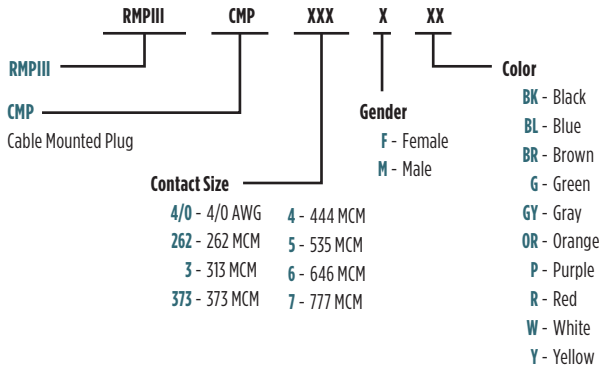 RMPIII CMP XXX X XX
RMPIII
CMP
Cable Mounted Plug
Contact Size
4/0 - 4/0 AWG
262 - 262 MCM
3 - 313 MCM
373 - 373 MCM
4 - 444 MCM
5 - 535 MCM
6 - 646 MCM
7 - 777 MCM
Gender
F - Female
M - Male
Color
BK - Black
BL - Blue
BR - Brown
G - Green
GY - Gray
OR - Orange
P - Purple
R - Red
W - White
Y - Yellow